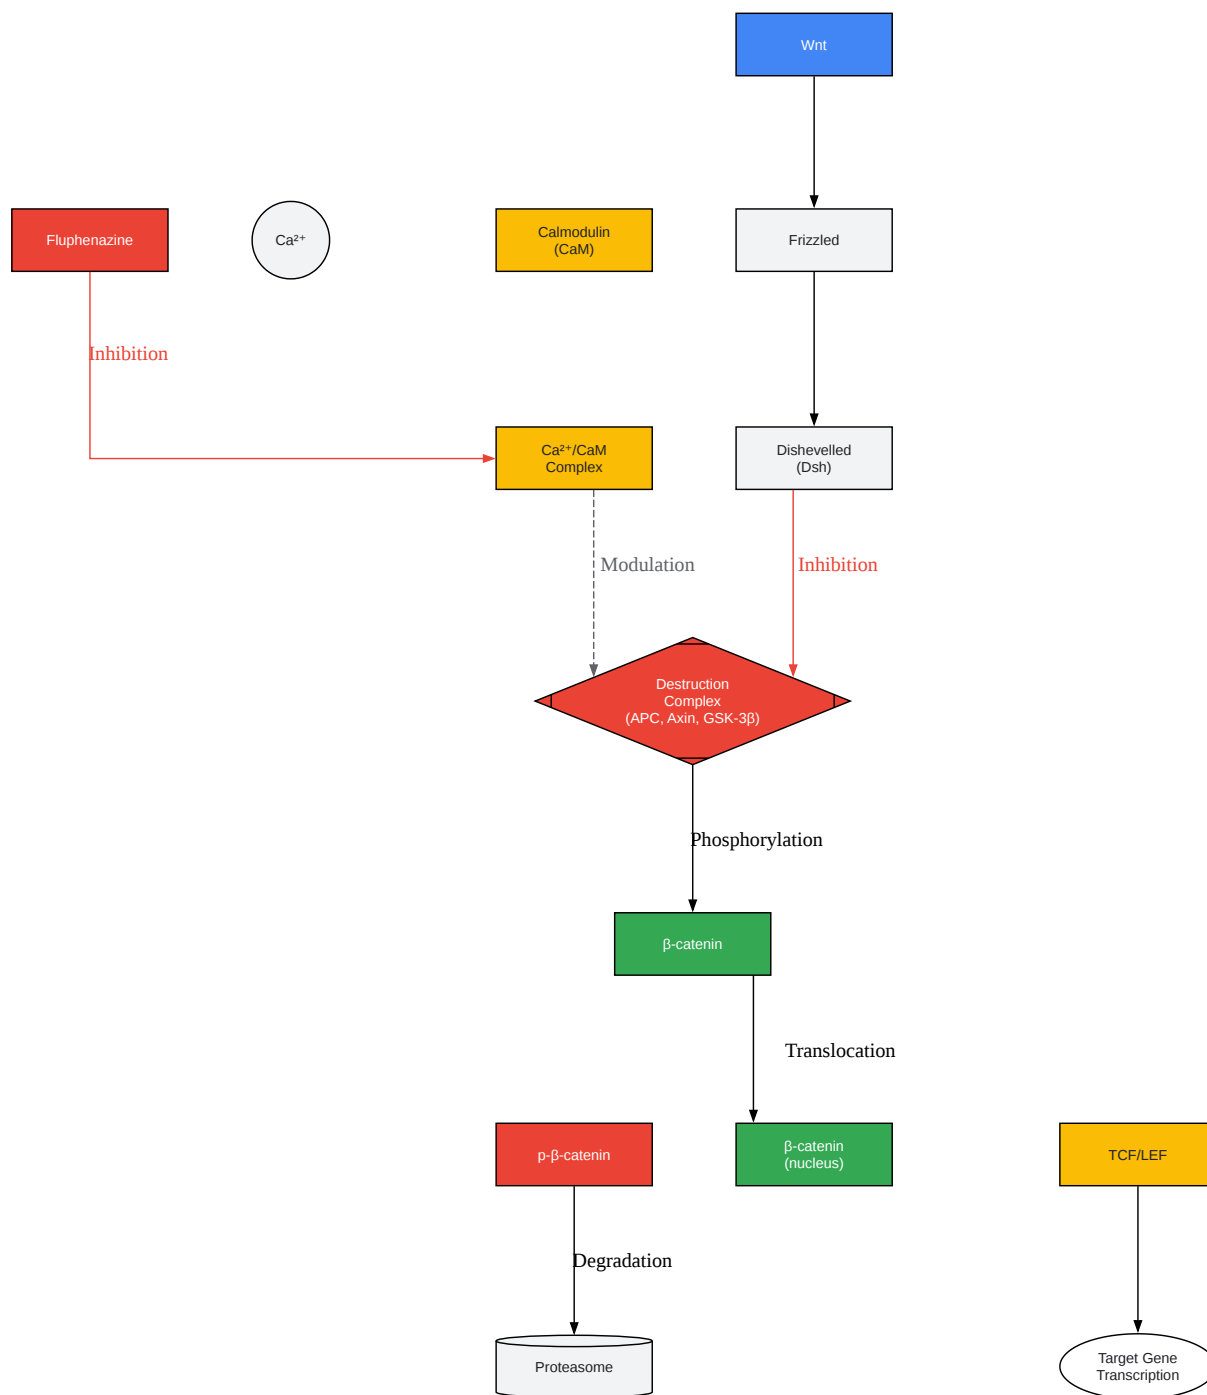 Wnt
Fluphenazine
Ca²⁺
Calmodulin
(CaM)
Frizzled
Inhibition
Ca²⁺/CaM
Complex
Dishevelled
(Dsh)
Modulation
Inhibition
Destruction
Complex
(APC, Axin, GSK-3β)
Phosphorylation
β-catenin
Translocation
p-β-catenin
β-catenin
(nucleus)
TCF/LEF
Degradation
Proteasome
Target Gene
Transcription